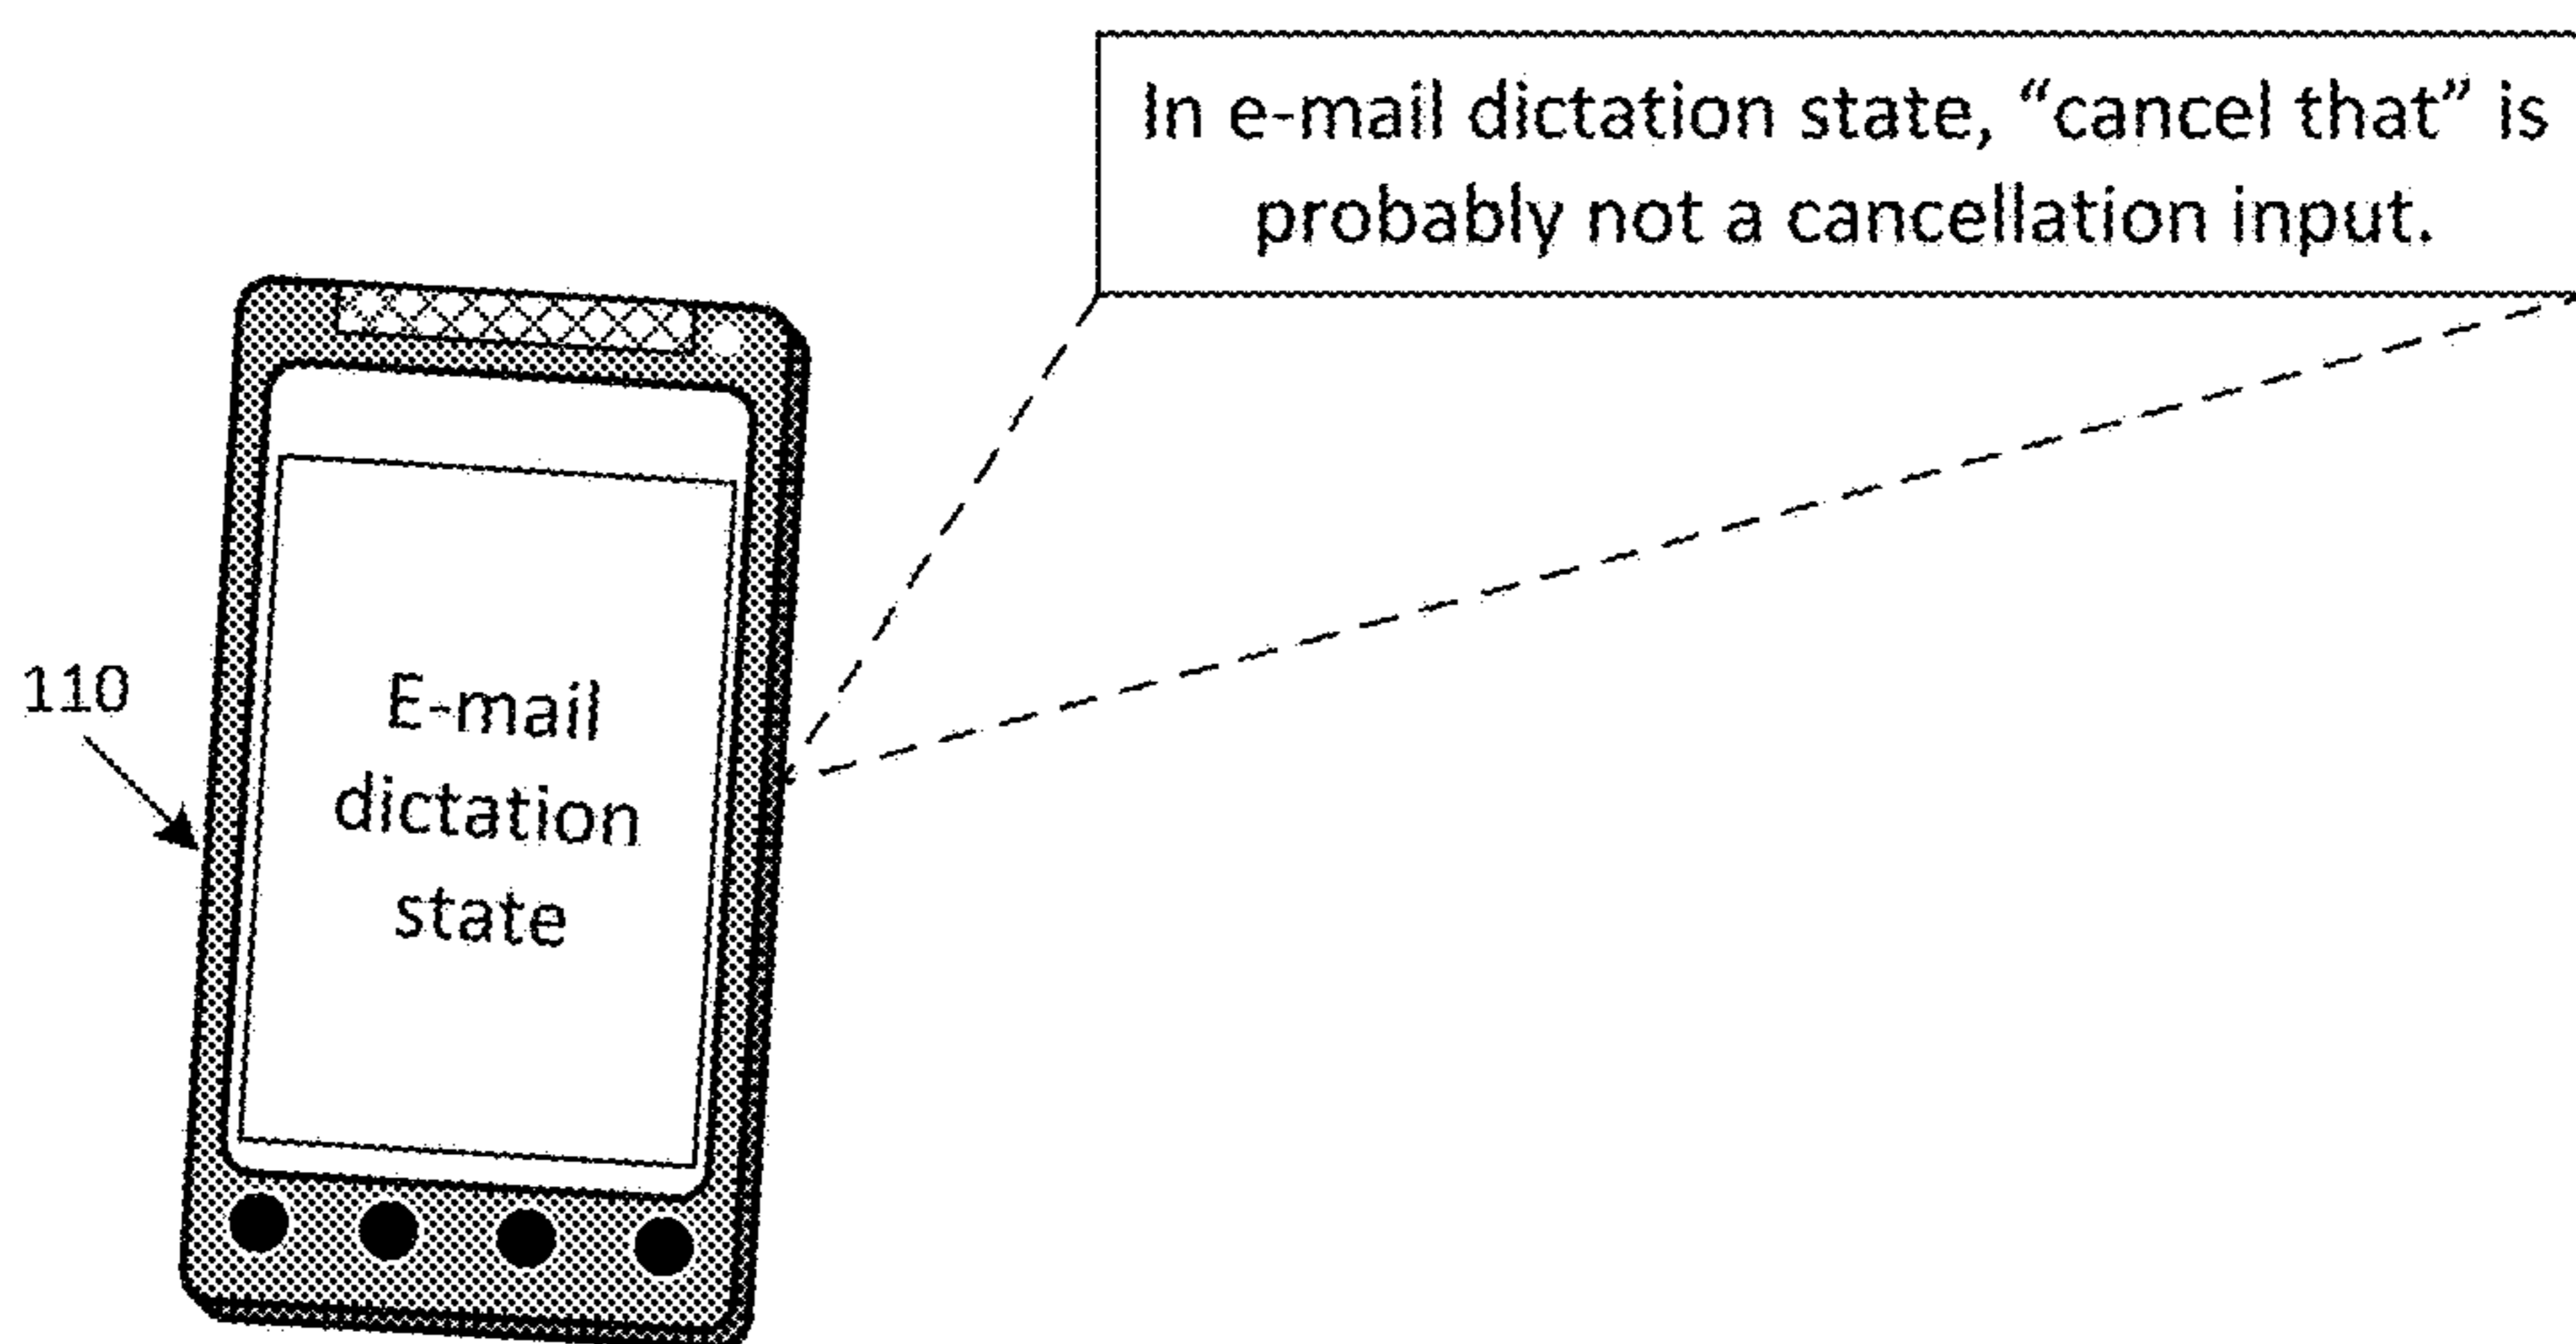 In e-mail dictation state, “cancel that” is
probably not a cancellation input.
110
E-mail
dictation
state